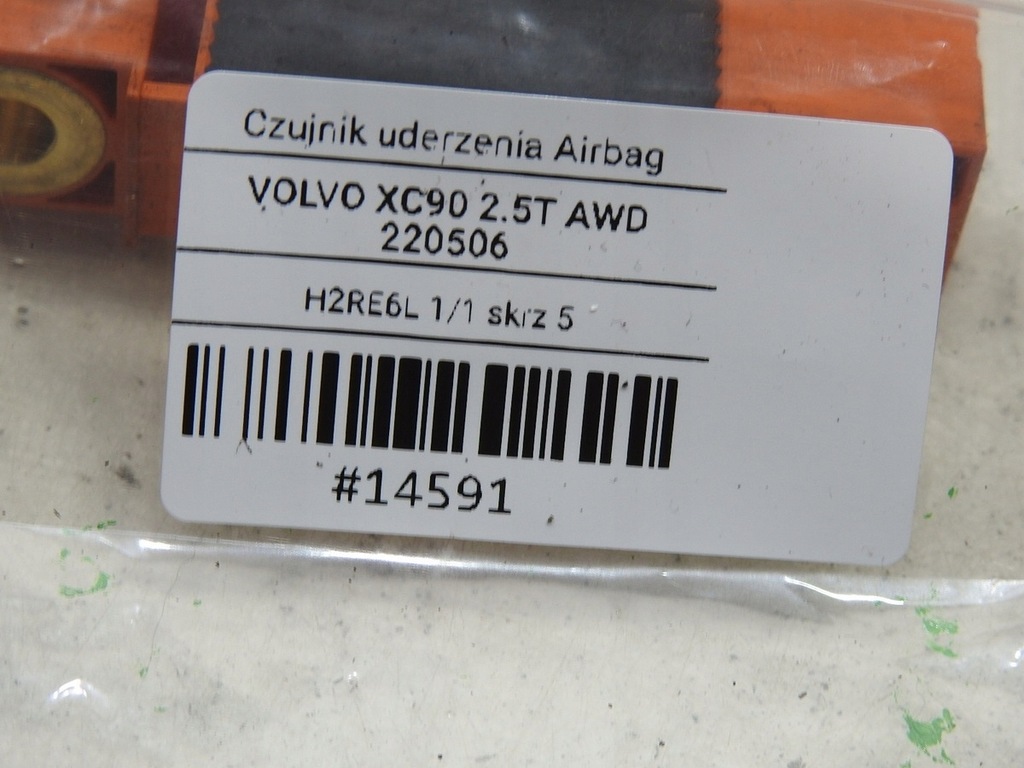 Czujnik uderzenia Airbag
VOLVO XC90 2.5T AWD
220506
H2RE6L 1/1 skrz 5
#14591